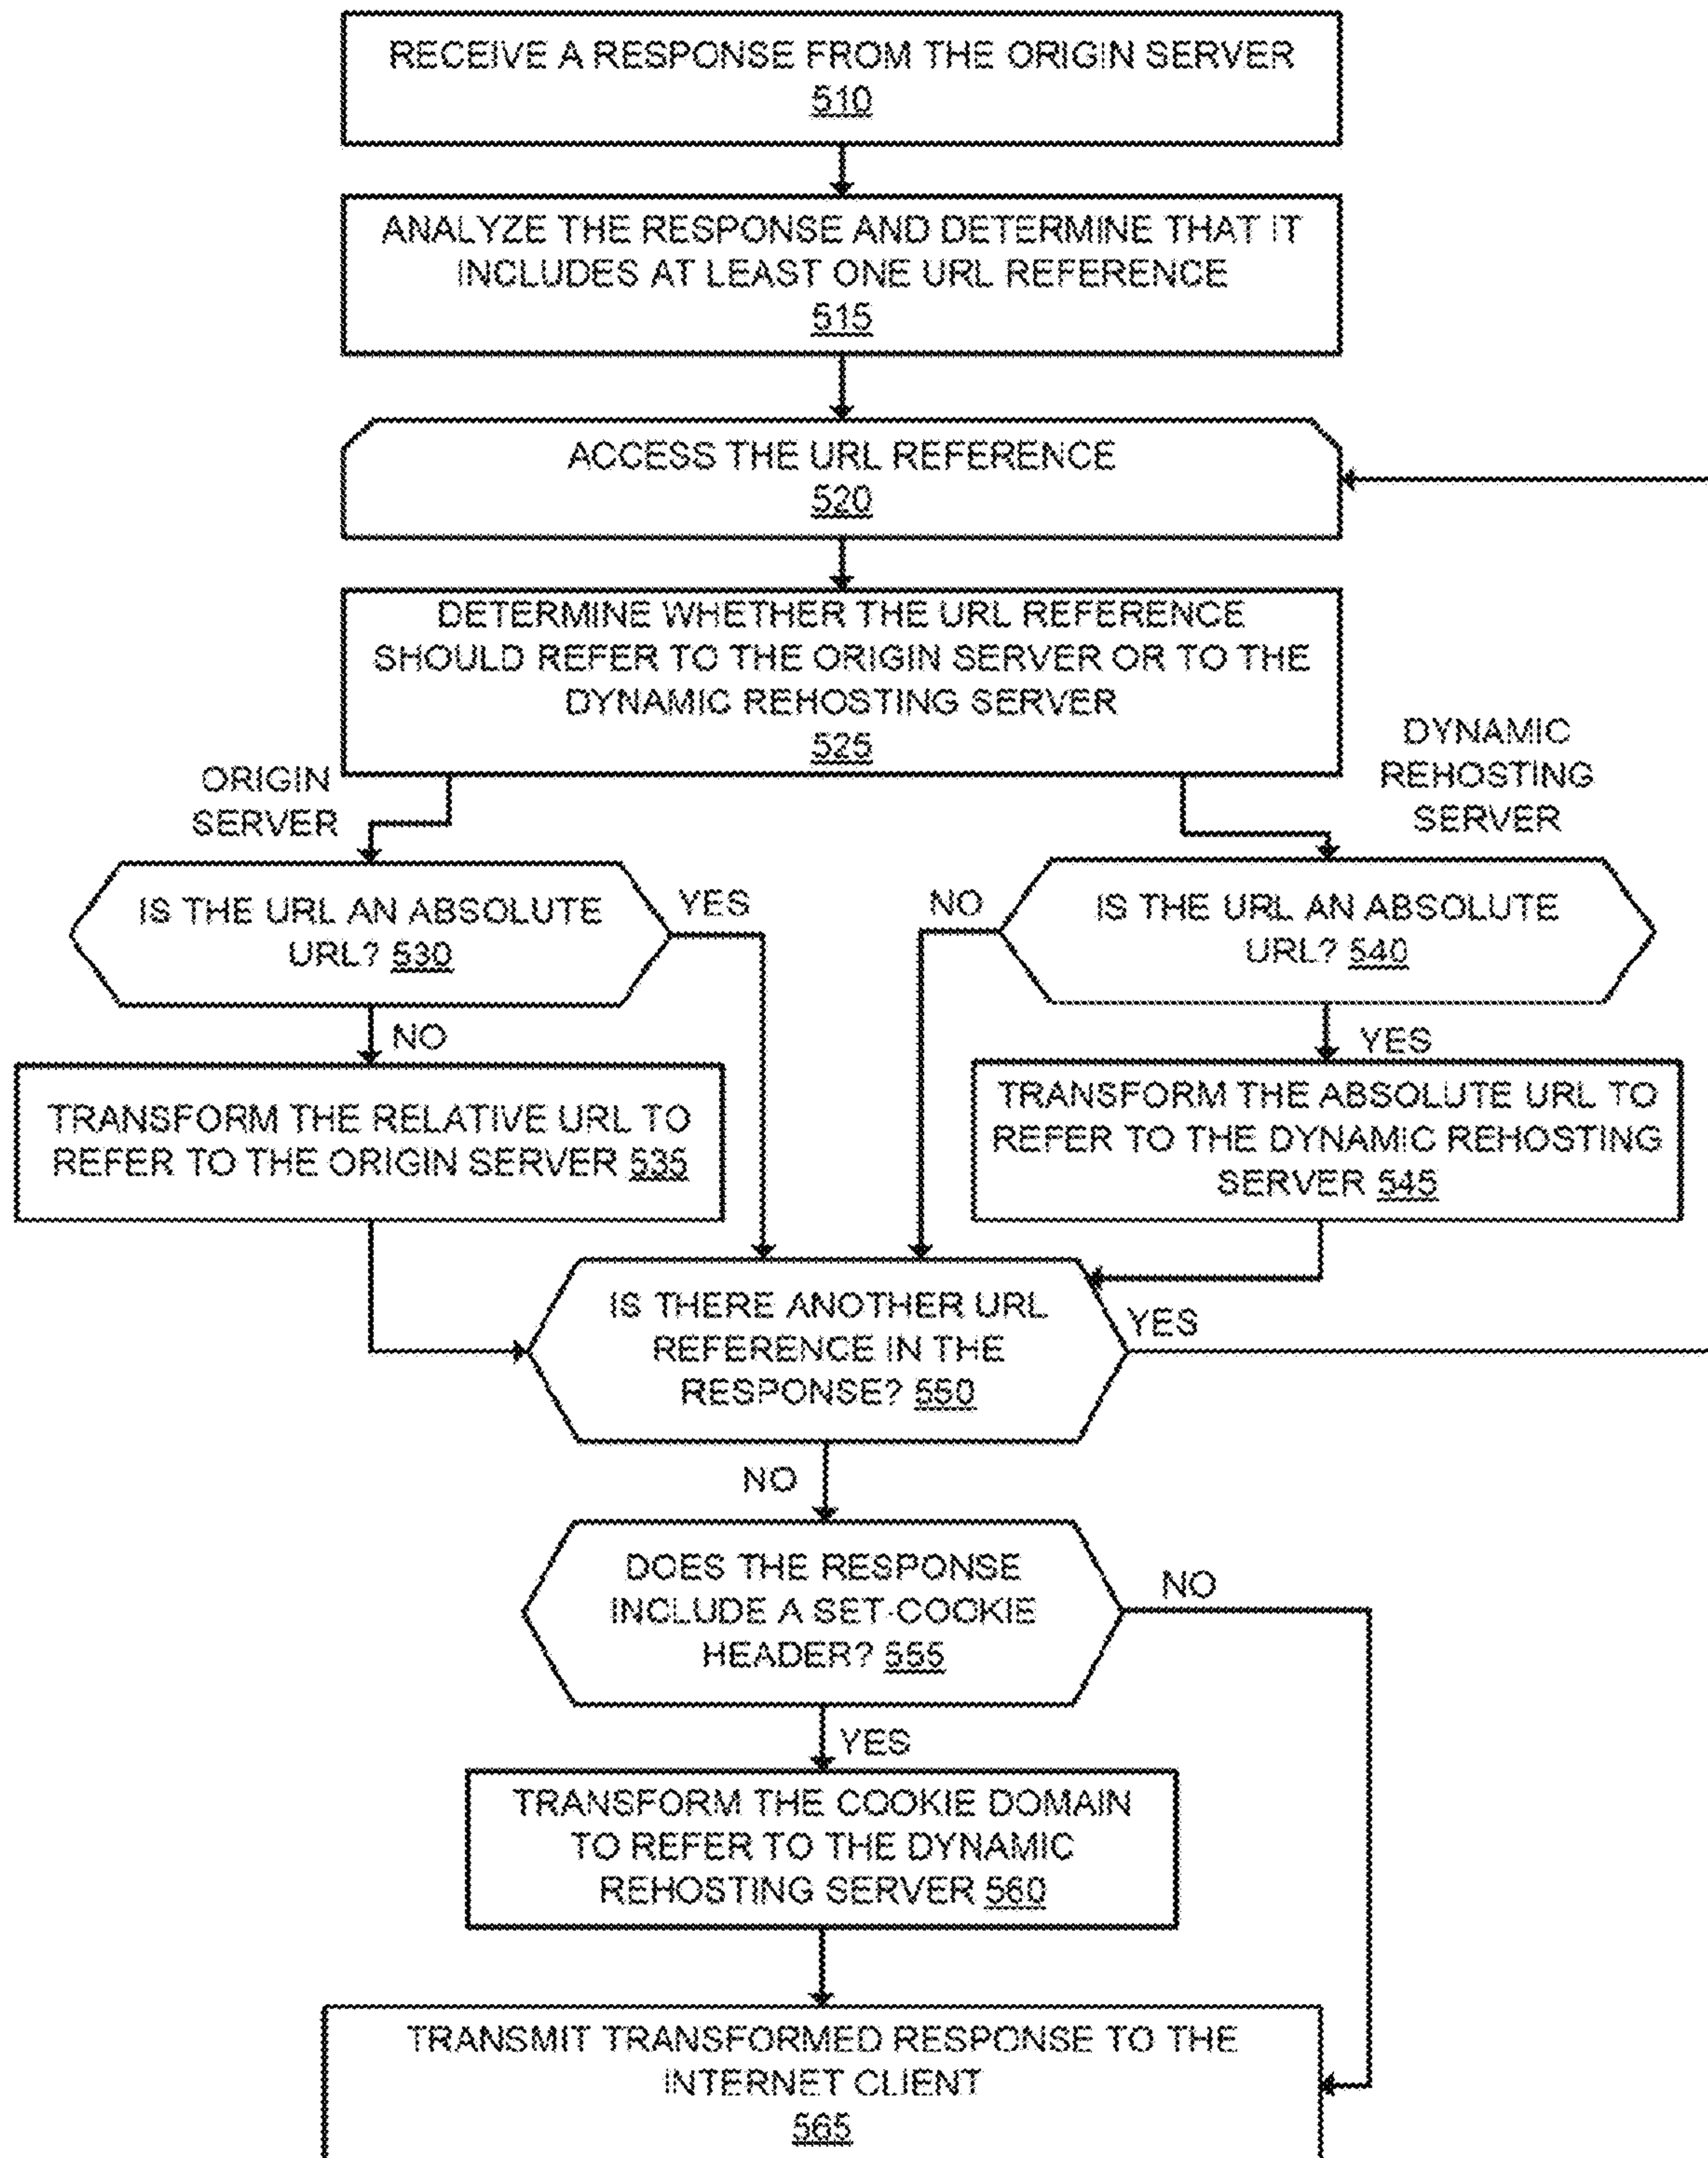 RECEIVE A RESPONSE FROM THE ORIGIN SERVER
510
ANALYZE THE RESPONSE AND DETERMINE THAT IT
INCLUDES AT LEAST ONE URL REFERENCE
515
ACCESS THE URL REFERENCE
520
DETERMINE WHETHER THE URL REFERENCE
SHOULD REFER TO THE ORIGIN SERVER OR TO THE
DYNAMIC REHOSTING SERVER
525
ORIGIN
SERVER
DYNAMIC
REHOSTING
SERVER
IS THE URL AN ABSOLUTE
URL? 530
YES
NO
NO
IS THE URL AN ABSOLUTE
URL? 540
YES
TRANSFORM THE RELATIVE URL TO
REFER TO THE ORIGIN SERVER 535
TRANSFORM THE ABSOLUTE URL TO
REFER TO THE DYNAMIC REHOSTING
SERVER 545
IS THERE ANOTHER URL
REFERENCE IN THE
RESPONSE? 550
YES
NO
DOES THE RESPONSE
INCLUDE A SET-COOKIE
HEADER? 555
NO
YES
TRANSFORM THE COOKIE DOMAIN
TO REFER TO THE DYNAMIC
REHOSTING SERVER 560
TRANSMIT TRANSFORMED RESPONSE TO THE
INTERNET CLIENT
565